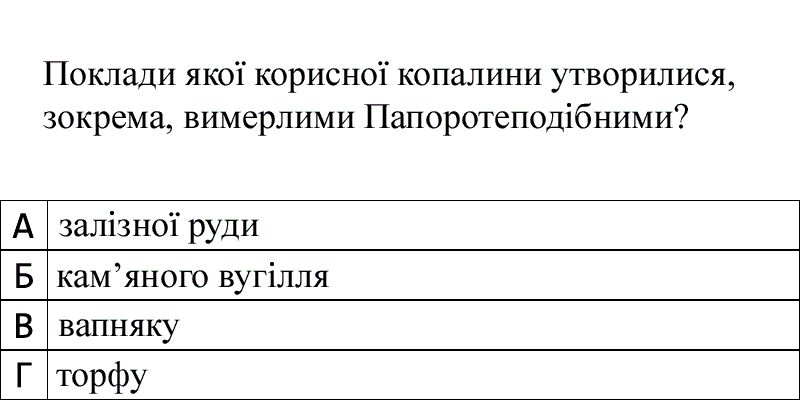 Поклади якої корисної копалини утворилися,
зокрема, вимерлими Папоротеподібними?
А залізної руди
Б кам’яного вугілля
В вапняку
Г торфу